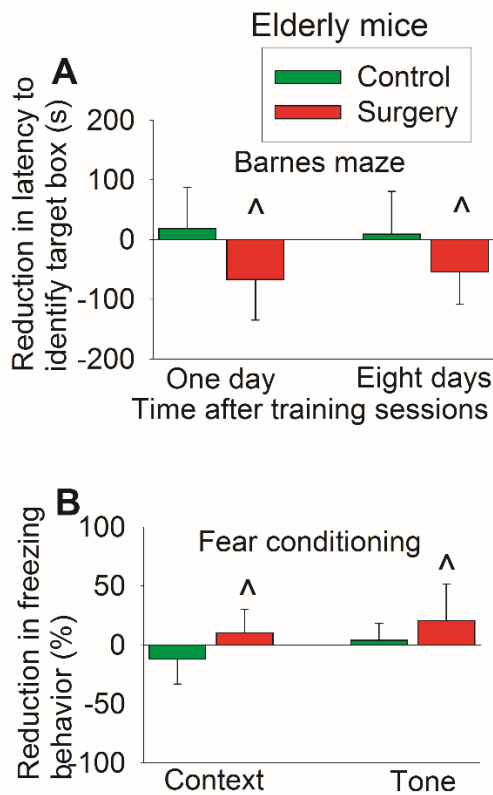 Elderly mice
Control
Surgery
A
Reduction in latency to
identify target box (s)
200
100
0
-100
-200
Barnes maze
^
^
One day
Eight days
Time after training sessions
B
Reduction in freezing
behavior (%)
100
50
0
-50
-100
Fear conditioning
^
^
Context
Tone